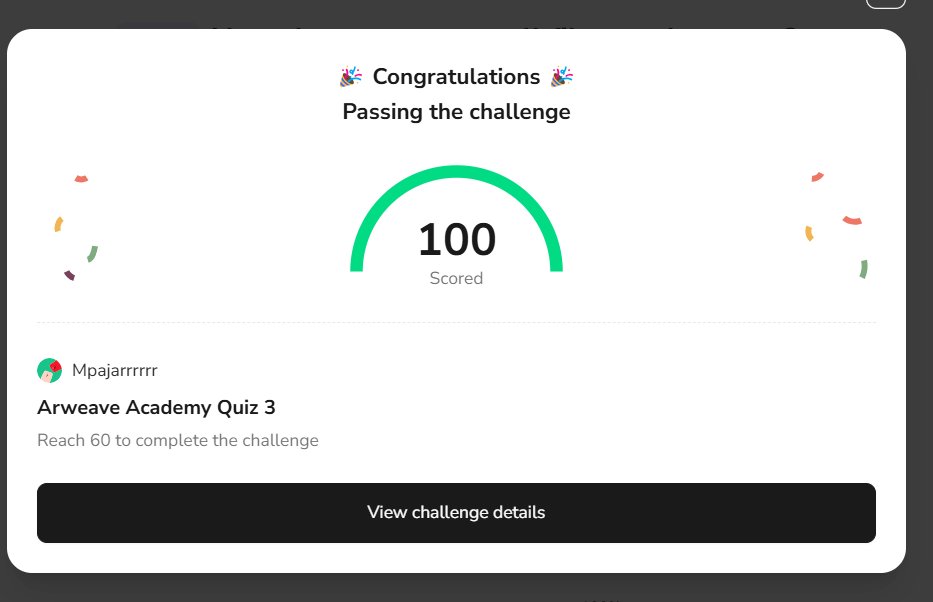 🎉 Congratulations 🎉
Passing the challenge
100
Scored
Mpajarrrrrr
Arweave Academy Quiz 3
Reach 60 to complete the challenge
View challenge details